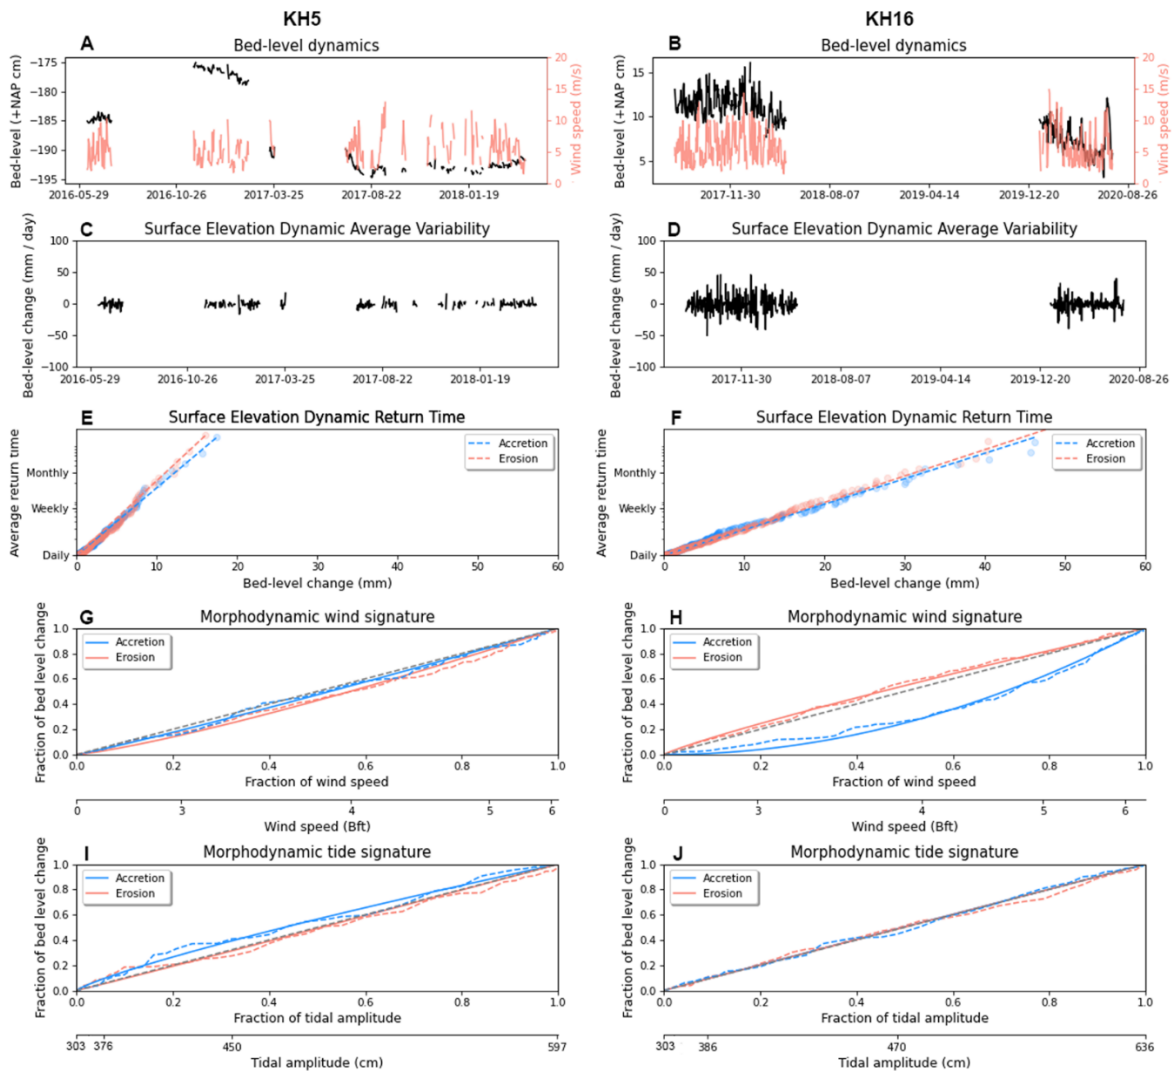 KH5
KH16
A
Bed-level dynamics
B
Bed-level dynamics
Bed-level (+NAP cm)
−175
−180
−185
−190
−195
20
15
10
5
0
Wind speed (m/s)
2016-05-29
2016-10-26
2017-03-25
2017-08-22
2018-01-19
Bed-level (+NAP cm)
15
10
5
20
15
10
5
0
Wind speed (m/s)
2017-11-30
2018-08-07
2019-04-14
2019-12-20
2020-08-26
C
Surface Elevation Dynamic Average Variability
Bed-level change (mm / day)
100
50
0
−50
−100
2016-05-29
2016-10-26
2017-03-25
2017-08-22
2018-01-19
D
Surface Elevation Dynamic Average Variability
Bed-level change (mm / day)
100
50
0
−50
−100
2017-11-30
2018-08-07
2019-04-14
2019-12-20
2020-08-26
E
Surface Elevation Dynamic Return Time
Average return time
Monthly
Weekly
Daily
Accretion
Erosion
0
10
20
30
40
50
60
Bed-level change (mm)
F
Surface Elevation Dynamic Return Time
Average return time
Monthly
Weekly
Daily
Accretion
Erosion
0
10
20
30
40
50
60
Bed-level change (mm)
G
Morphodynamic wind signature
Fraction of bed level change
1.0
0.8
0.6
0.4
0.2
0.0
Accretion
Erosion
0.0
0.2
0.4
0.6
0.8
1.0
Fraction of wind speed
0
3
4
5
6
Wind speed (Bft)
H
Morphodynamic wind signature
Fraction of bed level change
1.0
0.8
0.6
0.4
0.2
0.0
Accretion
Erosion
0.0
0.2
0.4
0.6
0.8
1.0
Fraction of wind speed
0
3
4
5
6
Wind speed (Bft)
I
Morphodynamic tide signature
Fraction of bed level change
1.0
0.8
0.6
0.4
0.2
0.0
Accretion
Erosion
0.0
0.2
0.4
0.6
0.8
1.0
Fraction of tidal amplitude
303
376
450
597
Tidal amplitude (cm)
J
Morphodynamic tide signature
Fraction of bed level change
1.0
0.8
0.6
0.4
0.2
0.0
Accretion
Erosion
0.0
0.2
0.4
0.6
0.8
1.0
Fraction of tidal amplitude
303
386
470
636
Tidal amplitude (cm)